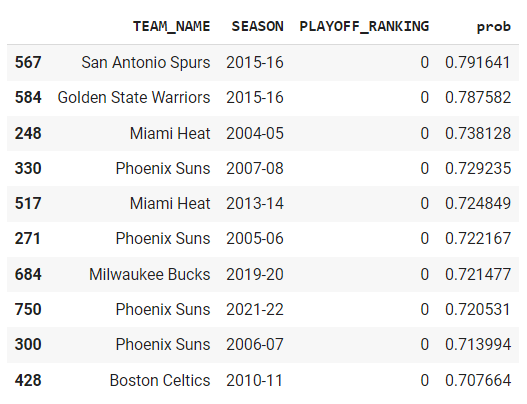 TEAM_NAME SEASON PLAYOFF_RANKING prob
567 San Antonio Spurs 2015-16 0 0.791641
584 Golden State Warriors 2015-16 0 0.787582
248 Miami Heat 2004-05 0 0.738128
330 Phoenix Suns 2007-08 0 0.729235
517 Miami Heat 2013-14 0 0.724849
271 Phoenix Suns 2005-06 0 0.722167
684 Milwaukee Bucks 2019-20 0 0.721477
750 Phoenix Suns 2021-22 0 0.720531
300 Phoenix Suns 2006-07 0 0.713994
428 Boston Celtics 2010-11 0 0.707664